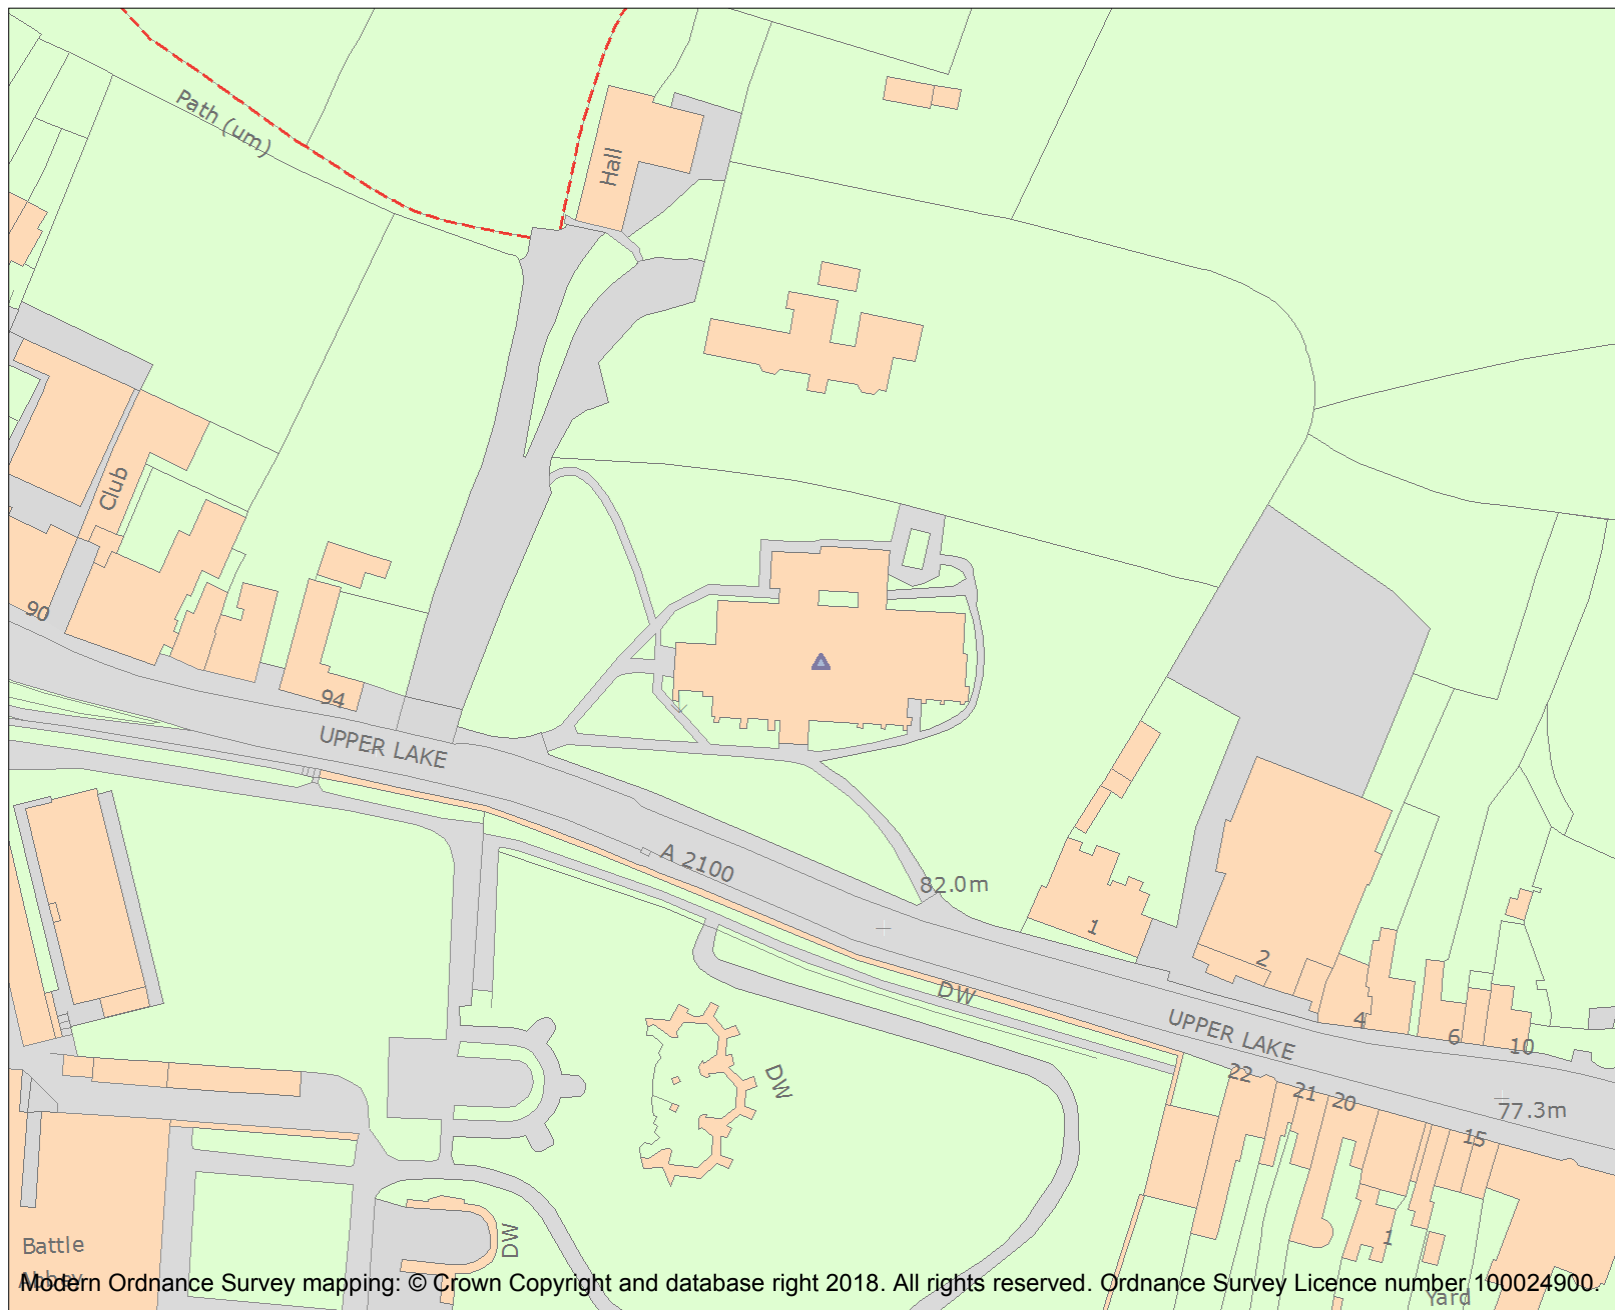 Path (um)
Hall
Club
90
94
UPPER LAKE
A 2100
82.0m
1
2
DW
4
6
10
UPPER LAKE
22
21
20
77.3m
15
DW
DW
1
Battle
Abbey
Yard
Modern Ordnance Survey mapping: © Crown Copyright and database right 2018. All rights reserved. Ordnance Survey Licence number 100024900.